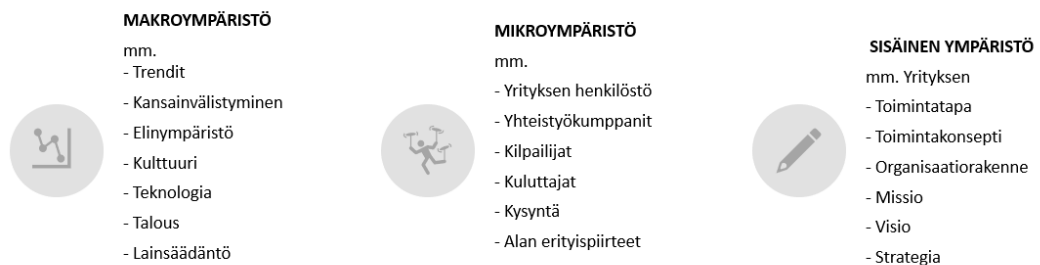 MAKROYMPÄRISTÖ
mm.
- Trendit
- Kansainvälistyminen
- Elinympäristö
- Kulttuuri
- Teknologia
- Talous
- Lainsäädäntö
MIKROYMPÄRISTÖ
mm.
- Yrityksen henkilöstö
- Yhteistyökumppanit
- Kilpailijat
- Kuluttajat
- Kysyntä
- Alan erityispiirteet
SISÄINEN YMPÄRISTÖ
mm. Yrityksen
- Toimintatapa
- Toimintakonsepti
- Organisaatiorakenne
- Missio
- Visio
- Strategia